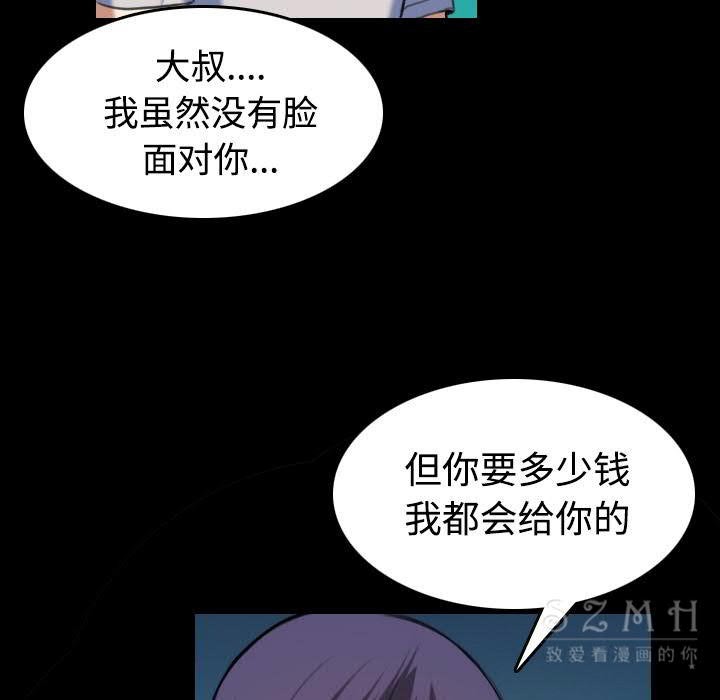 大叔....
我虽然没有脸
面对你...
但你要多少钱
我都会给你的
SZMH
致爱看漫画的你